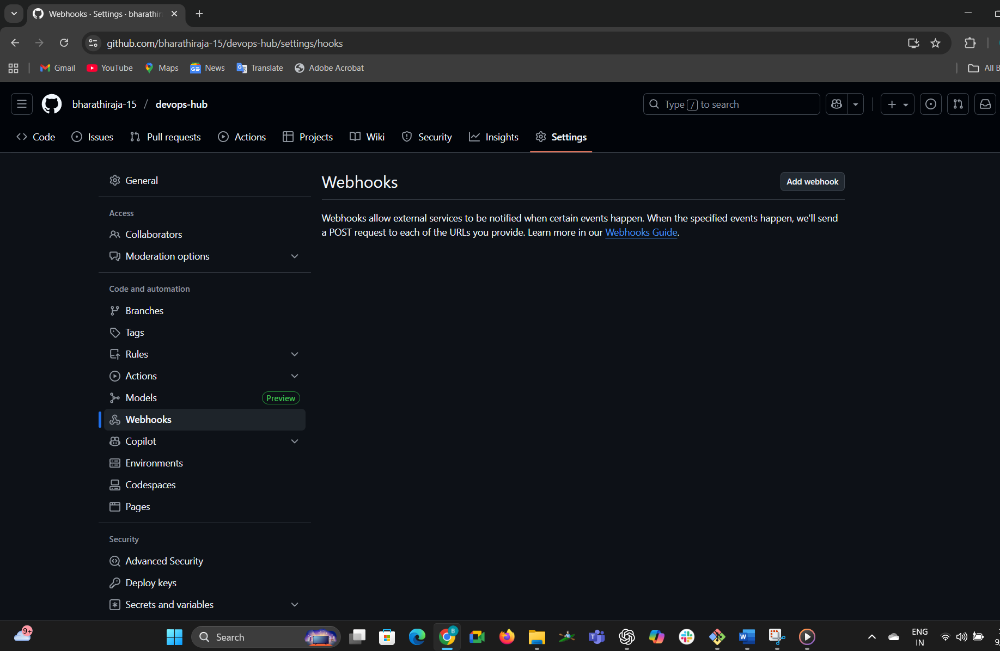 Webhooks · Settings · bharathira
github.com/bharathiraja-15/devops-hub/settings/hooks
Gmail YouTube Maps News Translate Adobe Acrobat All B
bharathiraja-15 / devops-hub Type / to search
Code Issues Pull requests Actions Projects Wiki Security Insights Settings
General
Access
Collaborators
Moderation options
Code and automation
Branches
Tags
Rules
Actions
Models Preview
Webhooks
Copilot
Environments
Codespaces
Pages
Security
Advanced Security
Deploy keys
Secrets and variables
Webhooks Add webhook
Webhooks allow external services to be notified when certain events happen. When the specified events happen, we'll send
a POST request to each of the URLs you provide. Learn more in our Webhooks Guide.
9+ Search B ENG
IN